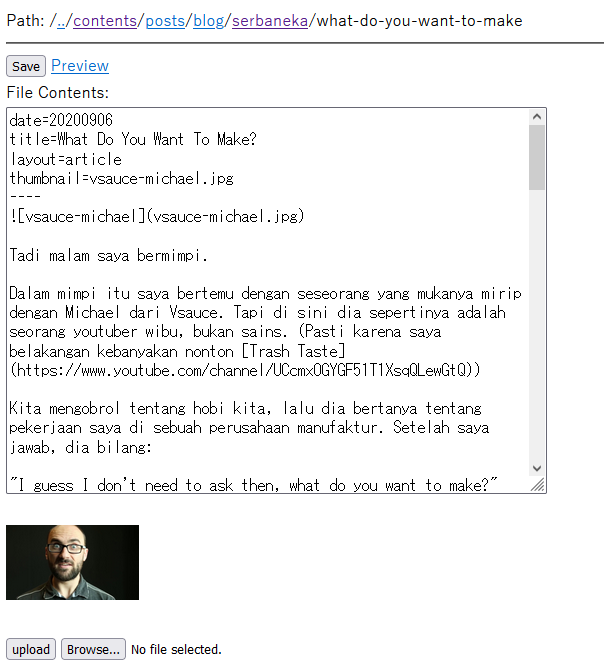 Path: /../contents/posts/blog/serbaneka/what-do-you-want-to-make
Save Preview
File Contents:
date=20200906
title=What Do You Want To Make?
layout=article
thumbnail=vsauce-michael.jpg
----
![vsauce-michael](vsauce-michael.jpg)
Tadi malam saya bermimpi.
Dalam mimpi itu saya bertemu dengan seseorang yang mukanya mirip
dengan Michael dari Vsauce. Tapi di sini dia sepertinya adalah
seorang youtuber wibu, bukan sains. (Pasti karena saya
belakangan kebanyakan nonton [Trash Taste]
(https://www.youtube.com/channel/UCcmxOGYGF51T1XsqQLewGtQ))
Kita mengobrol tentang hobi kita, lalu dia bertanya tentang
pekerjaan saya di sebuah perusahaan manufaktur. Setelah saya
jawab, dia bilang:
"I guess I don't need to ask then, what do you want to make?"
upload Browse... No file selected.